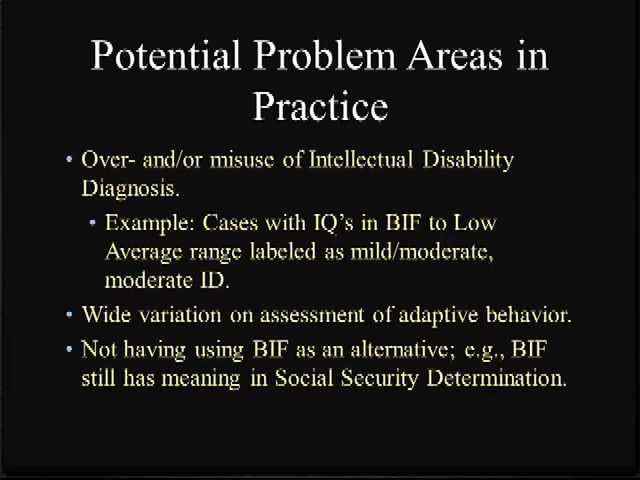 Potential Problem Areas in
Practice
• Over- and/or misuse of Intellectual Disability
Diagnosis.
• Example: Cases with IQ's in BIF to Low
Average range labeled as mild/moderate,
moderate ID.
• Wide variation on assessment of adaptive behavior.
• Not having using BIF as an alternative; e.g., BIF
still has meaning in Social Security Determination.